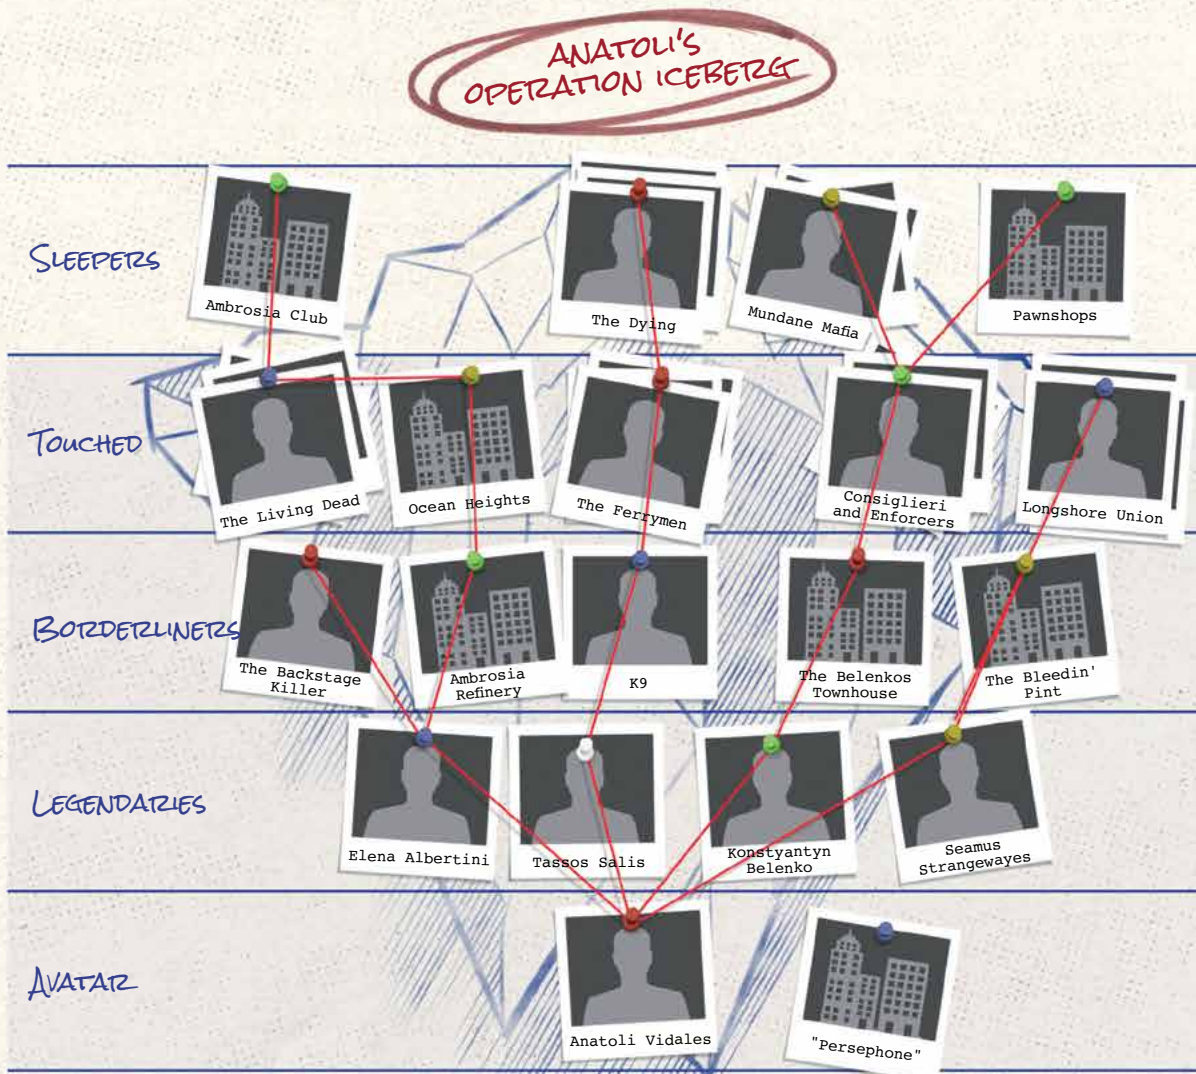 ANATOLI'S
OPERATION ICEBERG
SLEEPERS
Ambrosia Club
The Dying
Mundane Mafia
Pawnshops
TOUCHED
The Living Dead
Ocean Heights
The Ferrymen
Consiglieri
and Enforcers
Longshore Union
BORDERLINERS
The Backstage
Killer
Ambrosia
Refinery
K9
The Belenkos
Townhouse
The Bleedin'
Pint
LEGENDARIES
Elena Albertini
Tassos Salis
Konstyantyn
Belenko
Seamus
Strangewayes
AVATAR
Anatoli Vidales
"Persephone"